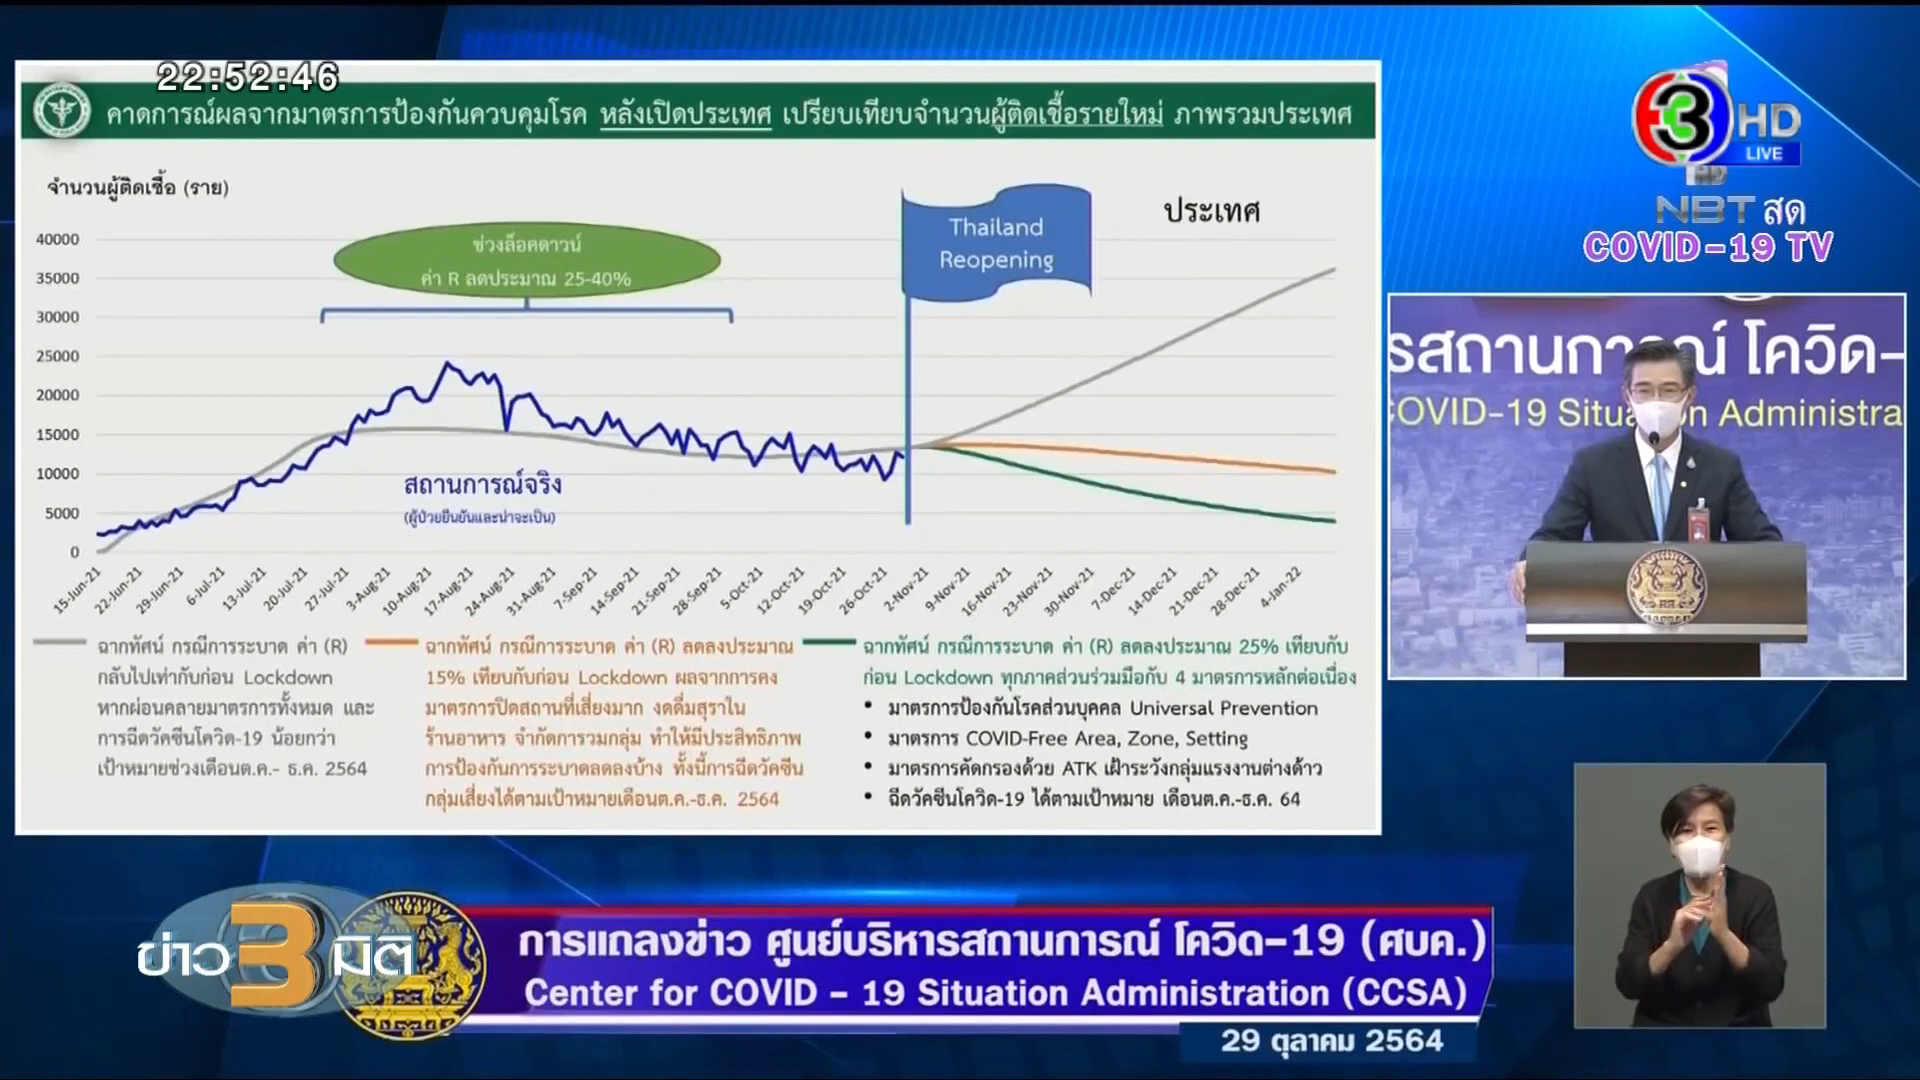 22:52:46
คาดการณ์ผลจากมาตรการป้องกันควบคุมโรค หลังเปิดประเทศ เปรียบเทียบจำนวนผู้ติดเชื้อรายใหม่ ภาพรวมประเทศ
จำนวนผู้ติดเชื้อ (ราย)
ประเทศ
Thailand
Reopening
ช่วงล็อคดาวน์
ค่า R ลดประมาณ 25-40%
40000
35000
30000
25000
20000
15000
10000
5000
0
สถานการณ์จริง
(ผู้ป่วยยืนยันและน่าจะเป็น)
15-Jun-21
22-Jun-21
29-Jun-21
6-Jul-21
13-Jul-21
20-Jul-21
27-Jul-21
3-Aug-21
10-Aug-21
17-Aug-21
24-Aug-21
31-Aug-21
7-Sep-21
14-Sep-21
21-Sep-21
28-Sep-21
5-Oct-21
12-Oct-21
19-Oct-21
26-Oct-21
2-Nov-21
9-Nov-21
16-Nov-21
23-Nov-21
30-Nov-21
7-Dec-21
14-Dec-21
21-Dec-21
28-Dec-21
4-Jan-22
ฉากทัศน์ กรณีการระบาด ค่า (R)
กลับไปเท่ากับก่อน Lockdown
หากผ่อนคลายมาตรการทั้งหมด และ
การฉีดวัคซีนโควิด-19 น้อยกว่า
เป้าหมายช่วงเดือนต.ค.- ธ.ค. 2564
ฉากทัศน์ กรณีการระบาด ค่า (R) ลดลงประมาณ
15% เทียบกับก่อน Lockdown ผลจากการคง
มาตรการปิดสถานที่เสี่ยงมาก งดดื่มสุราใน
ร้านอาหาร จำกัดการวมกลุ่ม ทำให้มีประสิทธิภาพ
การป้องกันการระบาดลดลงบ้าง ทั้งนี้การฉีดวัคซีน
กลุ่มเสี่ยงได้ตามเป้าหมายเดือนต.ค.-ธ.ค. 2564
ฉากทัศน์ กรณีการระบาด ค่า (R) ลดลงประมาณ 25% เทียบกับ
ก่อน Lockdown ทุกภาคส่วนร่วมมือกับ 4 มาตรการหลักต่อเนื่อง
• มาตรการป้องกันโรคส่วนบุคคล Universal Prevention
• มาตรการ COVID-Free Area, Zone, Setting
• มาตรการคัดกรองด้วย ATK เฝ้าระวังกลุ่มแรงงานต่างด้าว
• ฉีดวัคซีนโควิด-19 ได้ตามเป้าหมาย เดือนต.ค.-ธ.ค. 64
3 HD
LIVE
HD
NBT สด
COVID-19 TV
รสถานการณ์ โควิด-
COVID-19 Situation Administra
ข่าว 3 มิติ
การแถลงข่าว ศูนย์บริหารสถานการณ์ โควิด-19 (ศบค.)
Center for COVID - 19 Situation Administration (CCSA)
29 ตุลาคม 2564